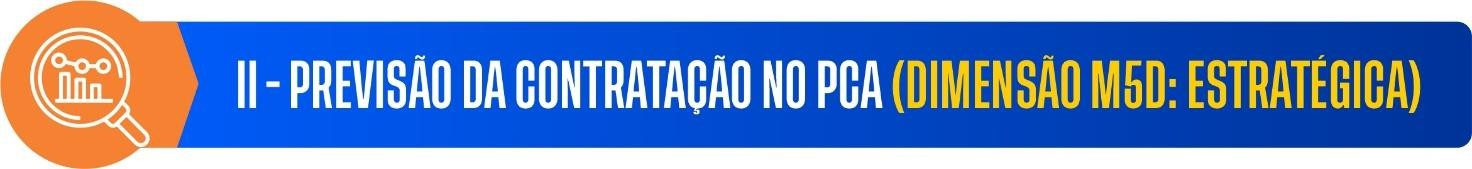 II - PREVISÃO DA CONTRATAÇÃO NO PCA (DIMENSÃO M5D: ESTRATÉGICA)